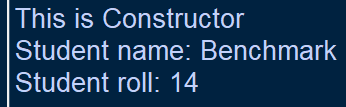 This is Constructor
Student name: Benchmark
Student roll: 14